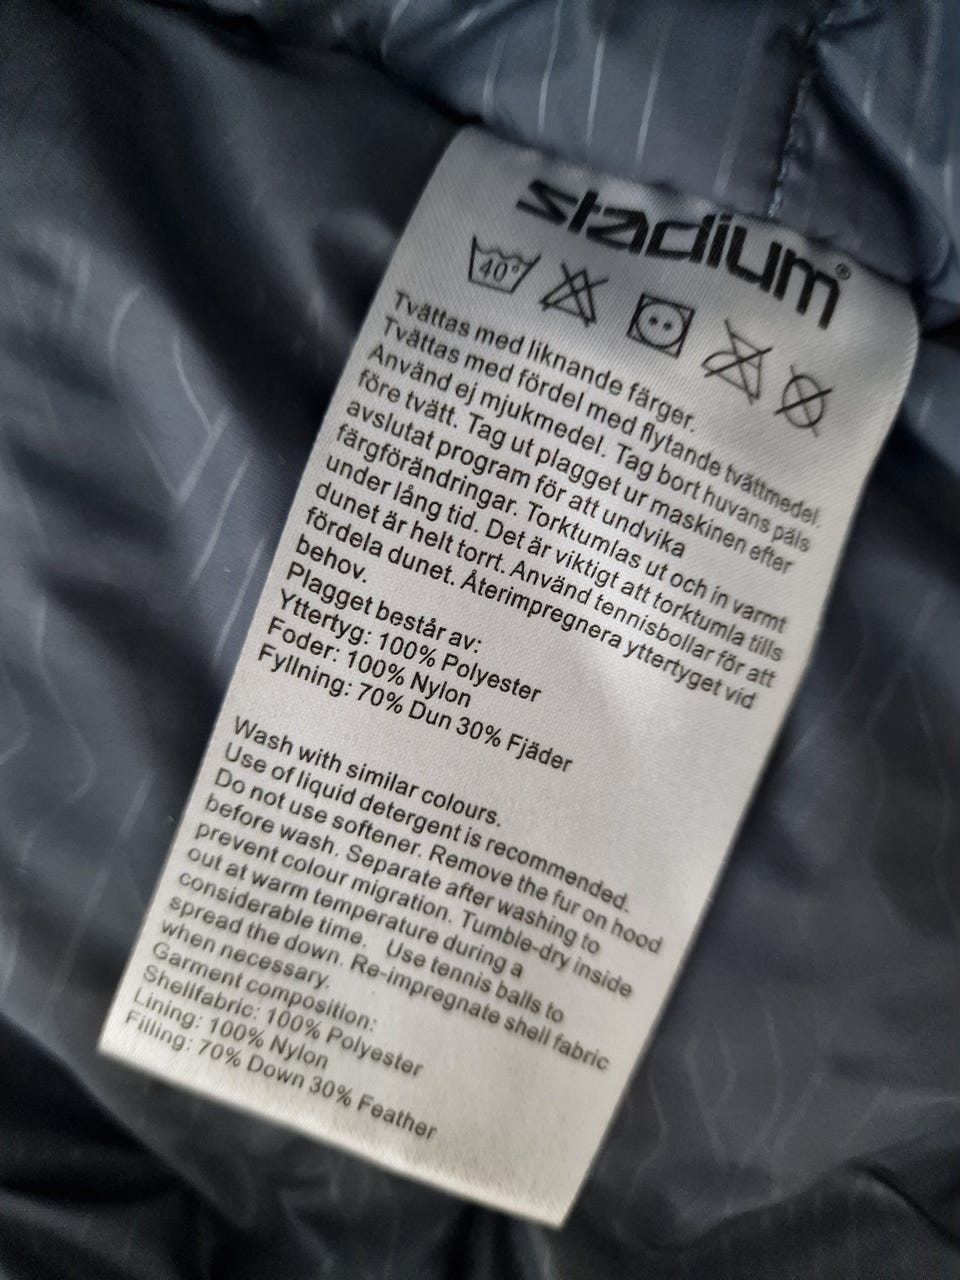 stadium®
40°
Tvättas med liknande färger.
Tvättas med fördel med flytande tvättmedel.
Använd ej mjukmedel. Tag bort huvans päls
före tvätt. Tag ut plagget ur maskinen efter
avslutat program för att undvika
färgförändringar. Torktumlas ut och in varmt
under lång tid. Det är viktigt att torktumla tills
dunet är helt torrt. Använd tennisbollar för att
fördela dunet. Återimpregnera yttertyget vid
behov.
Plagget består av:
Yttertyg: 100% Polyester
Foder: 100% Nylon
Fyllning: 70% Dun 30% Fjäder
Wash with similar colours.
Use of liquid detergent is recommended.
Do not use softener. Remove the fur on hood
before wash. Separate after washing to
prevent colour migration. Tumble-dry inside
out at warm temperature during a
considerable time. Use tennis balls to
spread the down. Re-impregnate shell fabric
when necessary.
Garment composition:
Shellfabric: 100% Polyester
Lining: 100% Nylon
Filling: 70% Down 30% Feather